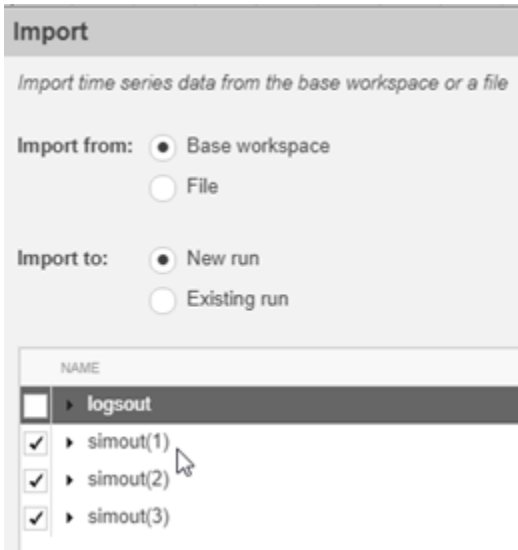 Import
Import time series data from the base workspace or a file
Import from:
Base workspace
File
Import to:
New run
Existing run
NAME
logsout
simout(1)
simout(2)
simout(3)